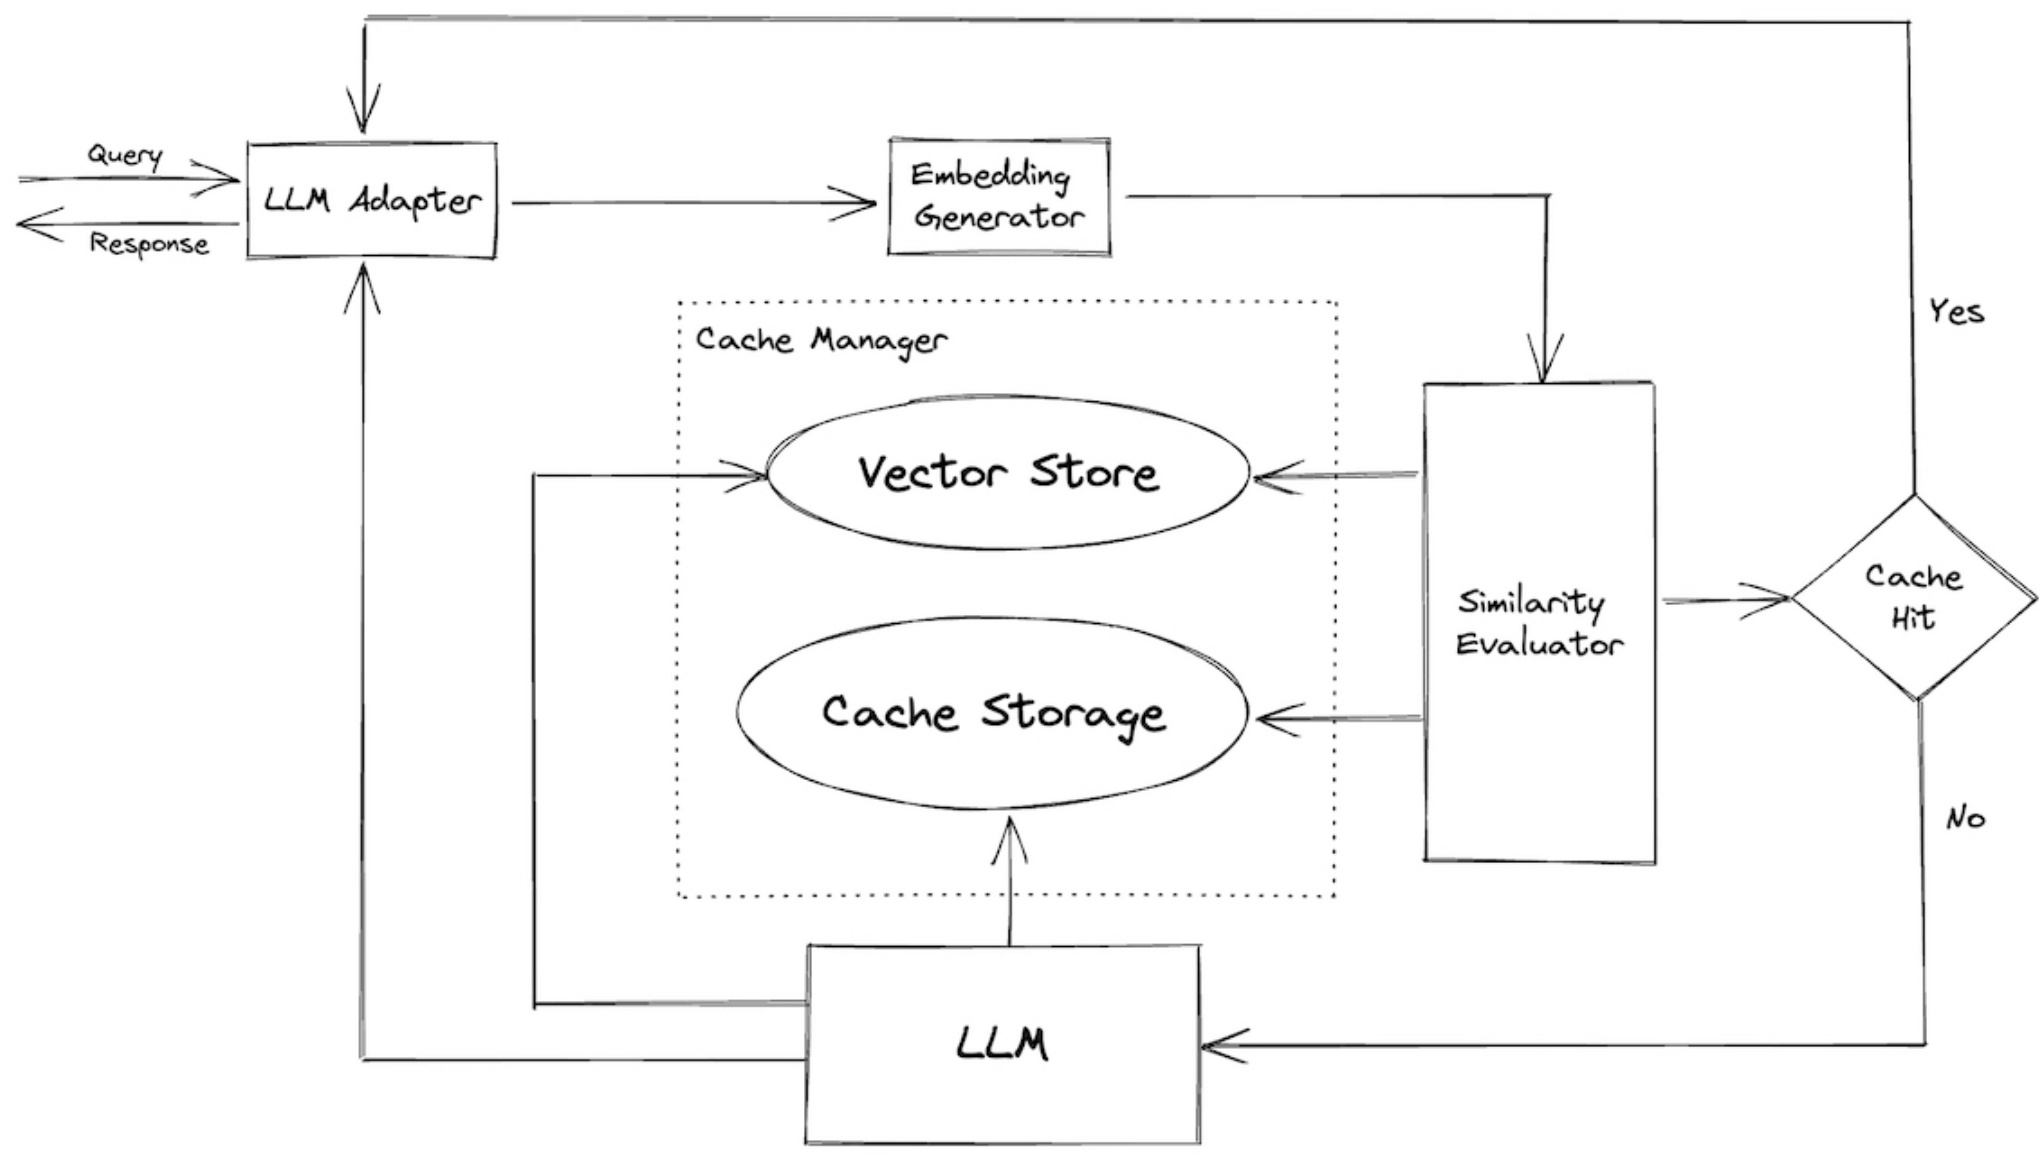 Query
LLM Adapter
Response
Embedding
Generator
Cache Manager
Yes
Vector Store
Cache
Hit
Similarity
Evaluator
Cache Storage
No
LLM